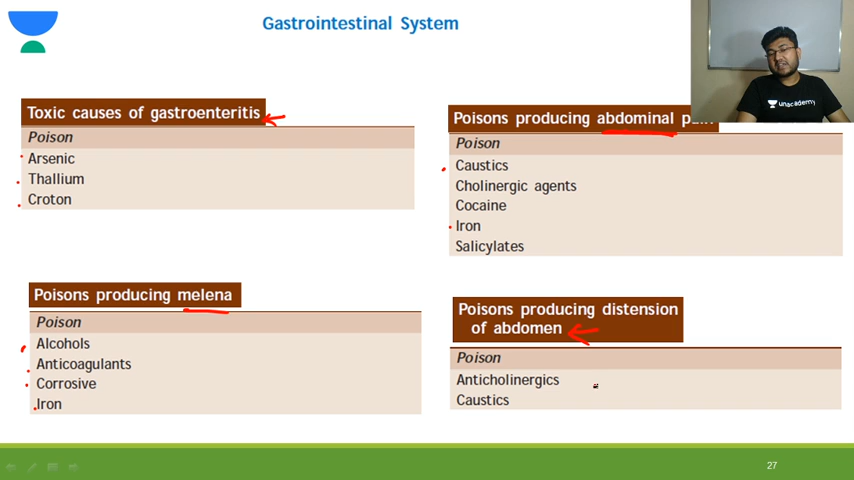 Gastrointestinal System
unacademy
Toxic causes of gastroenteritis
Poison
Arsenic
Thallium
Croton
Poisons producing abdominal pain
Poison
Caustics
Cholinergic agents
Cocaine
Iron
Salicylates
Poisons producing melena
Poison
Alcohols
Anticoagulants
Corrosive
Iron
Poisons producing distension
of abdomen
Poison
Anticholinergics
Caustics
27